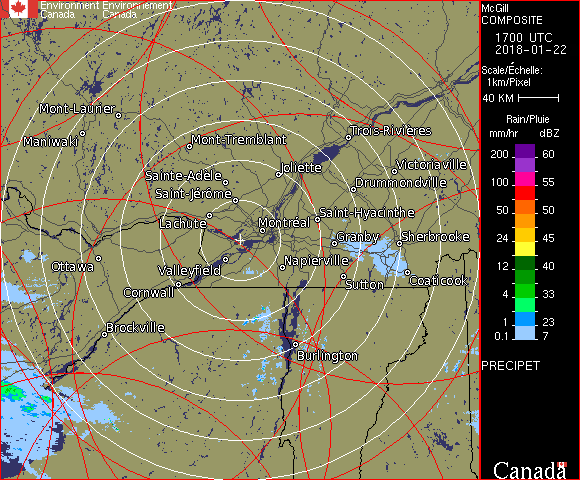 Environment Environnement
Canada Canada
McGill
COMPOSITE
1700 UTC
2018-01-22
Scale/Échelle:
1km/Pixel
40 KM
Rain/Pluie
mm/hr dBZ
200 60
150 57
100 55
50 50
24 45
12 40
4 33
1 23
0.1 7
PRECIPET
Canada
Mont-Laurier
Maniwaki
Mont-Tremblant
Trois-Rivières
Joliette
Victoriaville
Sainte-Adèle
Drummondville
Saint-Jérôme
Saint-Hyacinthe
Lachute
Montréal
Granby
Sherbrooke
Ottawa
Valleyfield
Napierville
Coaticook
Cornwall
Sutton
Brockville
Burlington